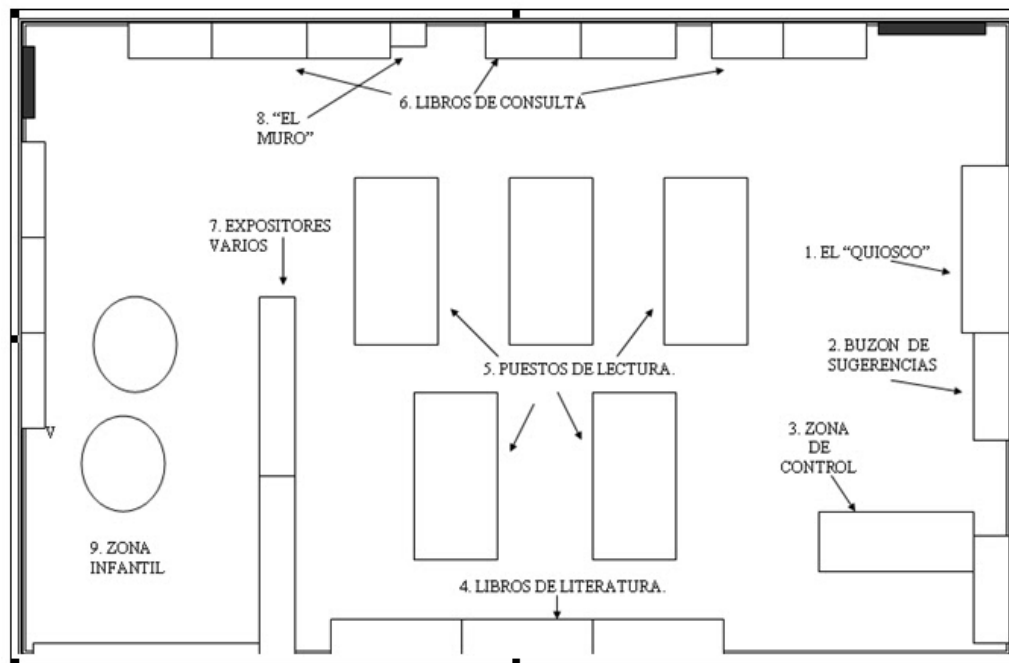 6. LIBROS DE CONSULTA
8. “EL
MURO”
7. EXPOSITORES
VARIOS
1. EL “QUIOSCO”
2. BUZON DE
SUGERENCIAS
5. PUESTOS DE LECTURA.
3. ZONA
DE
CONTROL
V
9. ZONA
INFANTIL
4. LIBROS DE LITERATURA.